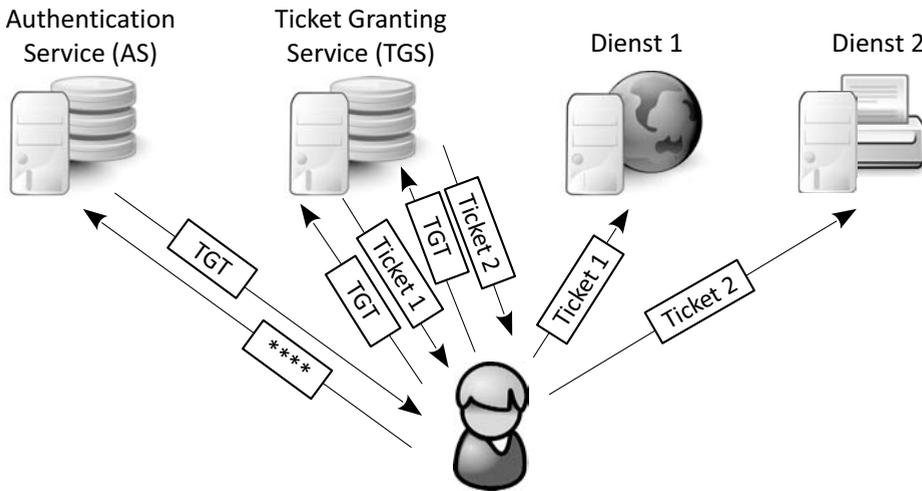 Authentication
Service (AS)
Ticket Granting
Service (TGS)
Dienst 1
Dienst 2
TGT
****
TGT
Ticket 1
TGT
Ticket 2
Ticket 1
Ticket 2